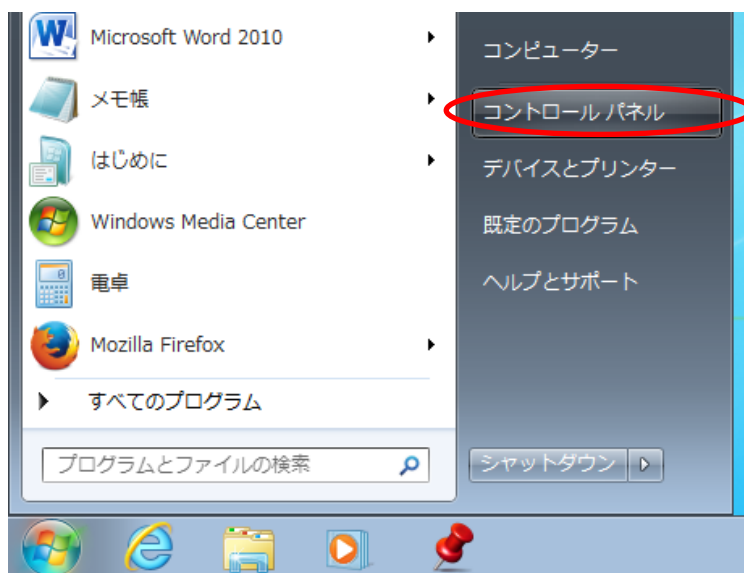 Microsoft Word 2010
メモ帳
はじめに
Windows Media Center
電卓
Mozilla Firefox
すべてのプログラム
プログラムとファイルの検索
コンピューター
コントロール パネル
デバイスとプリンター
既定のプログラム
ヘルプとサポート
シャットダウン